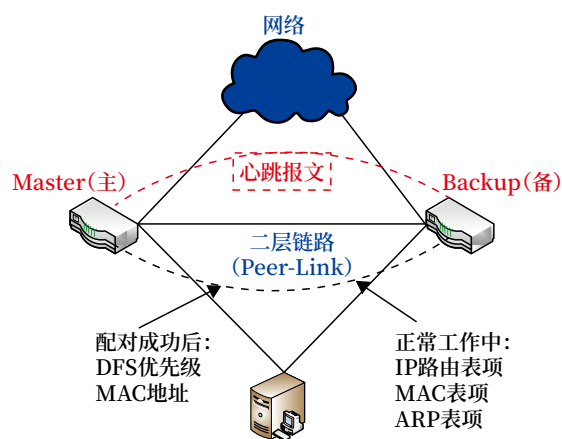 网络
心跳报文
Master(主)
Backup(备)
二层链路
(Peer-Link)
配对成功后：
DFS优先级
MAC地址
正常工作中：
IP路由表项
MAC表项
ARP表项